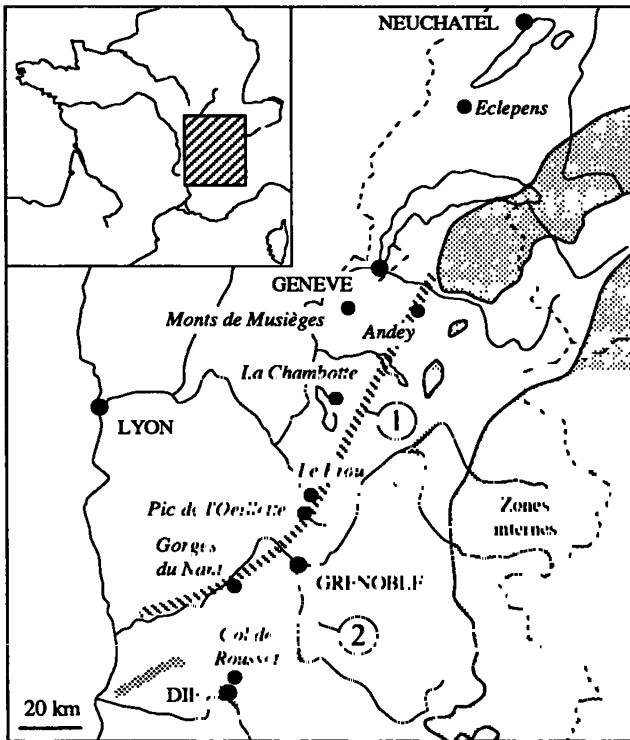 NEUCHATEL
Eclepens
GENEVE
Monts de Musièges
Andey
La Chambotte
1
LYON
Le Frou
Pic de l'Oeillette
Zones
internes
Gorges
du Nant
GRENOBLE
2
Col de
Rousset
DIE
20 km